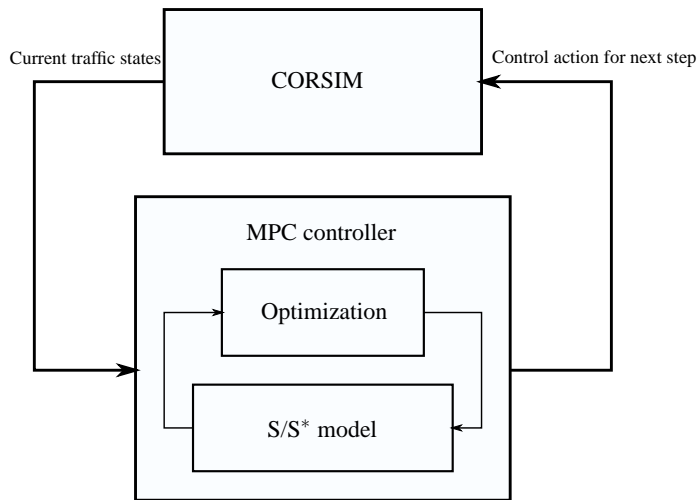 Current traffic states
Control action for next step
CORSIM
MPC controller
Optimization
S/S* model